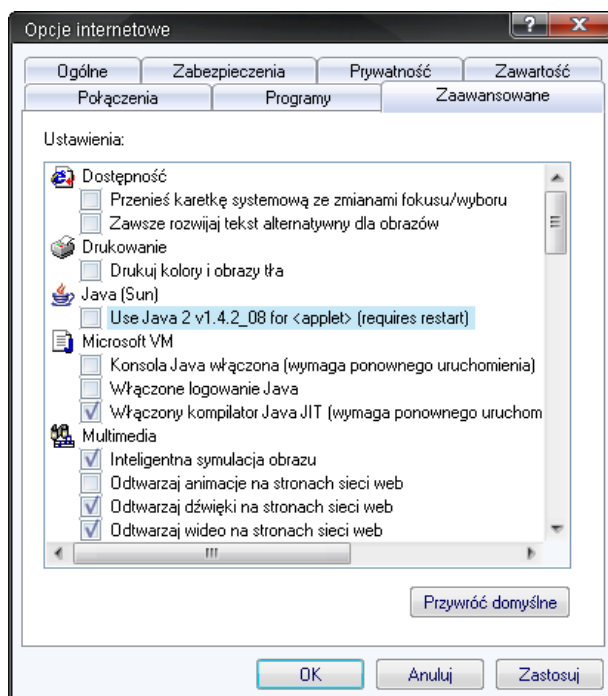 Opcje internetowe
?
X
Ogólne
Zabezpieczenia
Prywatność
Zawartość
Połączenia
Programy
Zaawansowane
Ustawienia:
Dostępność
Przenieś karetkę systemową ze zmianami fokusu/wyboru
Zawsze rozwijaj tekst alternatywny dla obrazów
Drukowanie
Drukuj kolory i obrazy tła
Java (Sun)
Use Java 2 v1.4.2_08 for <applet> (requires restart)
Microsoft VM
Konsola Java włączona (wymaga ponownego uruchomienia)
Włączone logowanie Java
Włączony kompilator Java JIT (wymaga ponownego uruchom
Multimedia
Inteligentna symulacja obrazu
Odtwarzaj animacje na stronach sieci web
Odtwarzaj dźwięki na stronach sieci web
Odtwarzaj wideo na stronach sieci web
Przywróć domyślne
OK
Anuluj
Zastosuj